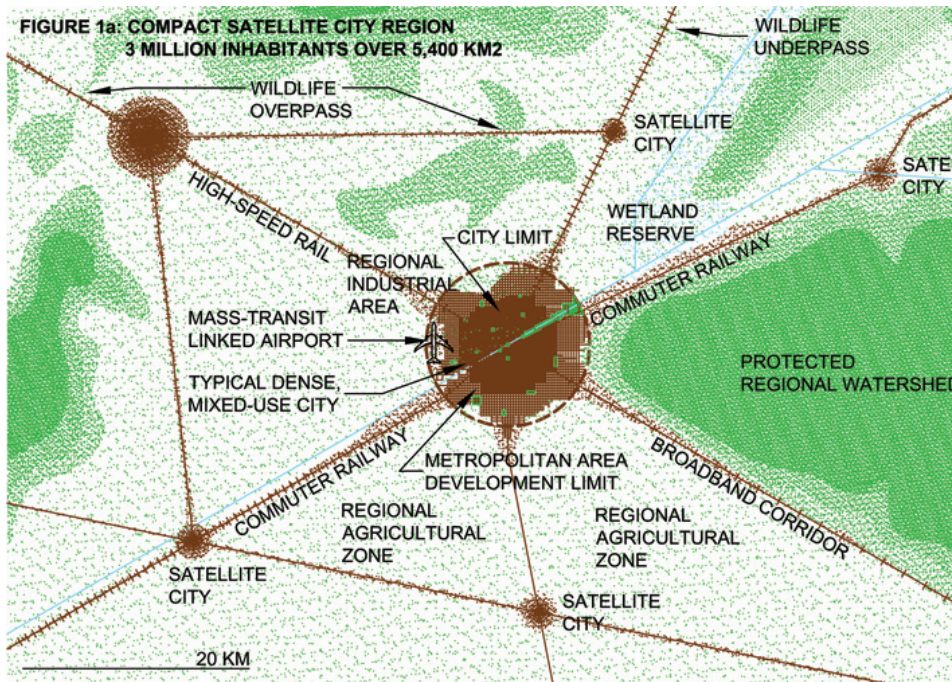 FIGURE 1a: COMPACT SATELLITE CITY REGION
3 MILLION INHABITANTS OVER 5,400 KM2
WILDLIFE
UNDERPASS
WILDLIFE
OVERPASS
SATELLITE
CITY
SATE
CITY
HIGH-SPEED RAIL
WETLAND
RESERVE
CITY LIMIT
COMMUTER RAILWAY
REGIONAL
INDUSTRIAL
AREA
MASS-TRANSIT
LINKED AIRPORT
PROTECTED
REGIONAL WATERSHED
TYPICAL DENSE,
MIXED-USE CITY
COMMUTER RAILWAY
METROPOLITAN AREA
DEVELOPMENT LIMIT
BROADBAND CORRIDOR
REGIONAL
AGRICULTURAL
ZONE
REGIONAL
AGRICULTURAL
ZONE
SATELLITE
CITY
SATELLITE
CITY
20 KM